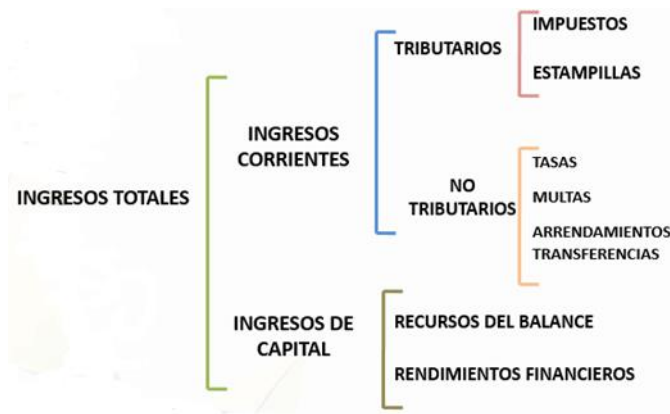 INGRESOS TOTALES
INGRESOS
CORRIENTES
TRIBUTARIOS
IMPUESTOS
ESTAMPILLAS
NO
TRIBUTARIOS
TASAS
MULTAS
ARRENDAMIENTOS
TRANSFERENCIAS
INGRESOS DE
CAPITAL
RECURSOS DEL BALANCE
RENDIMIENTOS FINANCIEROS